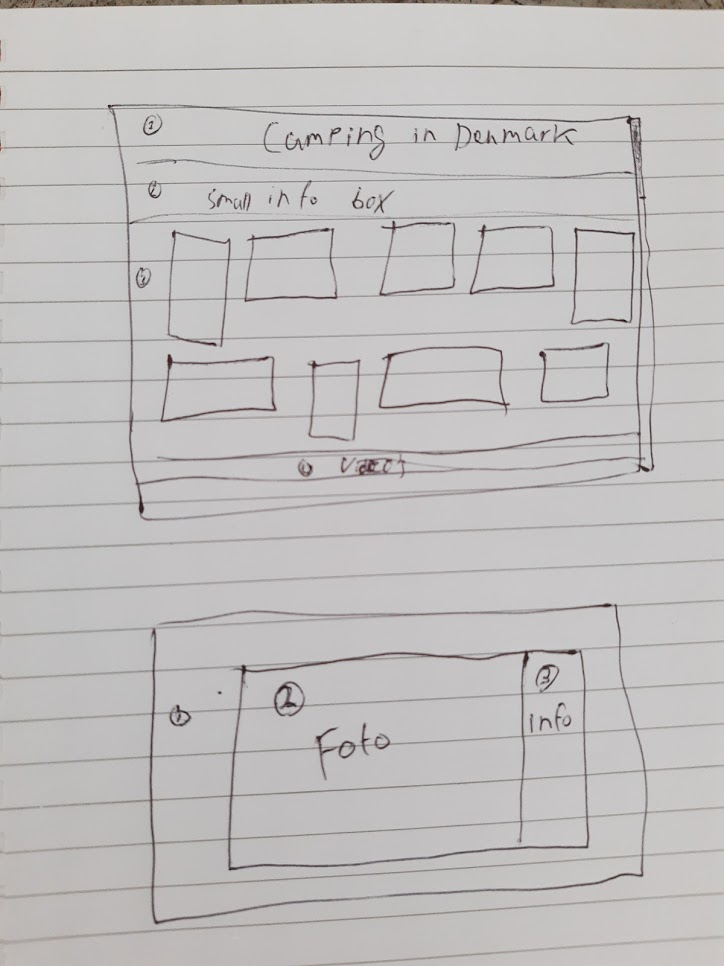 ① Camping in Denmark
② small info box
③
④
①
② Foto
③ info